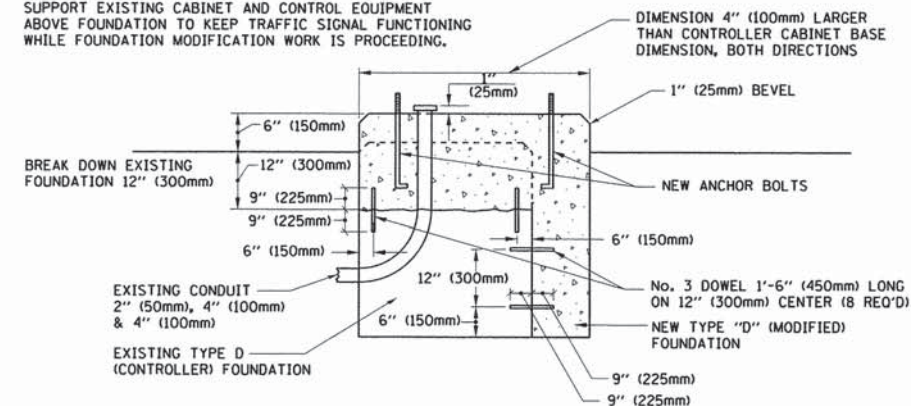 SUPPORT EXISTING CABINET AND CONTROL EQUIPMENT
ABOVE FOUNDATION TO KEEP TRAFFIC SIGNAL FUNCTIONING
WHILE FOUNDATION MODIFICATION WORK IS PROCEEDING.
DIMENSION 4" (100mm) LARGER
THAN CONTROLLER CABINET BASE
DIMENSION, BOTH DIRECTIONS
1"
(25mm)
1" (25mm) BEVEL
6" (150mm)
BREAK DOWN EXISTING
FOUNDATION 12" (300mm)
12" (300mm)
NEW ANCHOR BOLTS
9" (225mm)
9" (225mm)
6" (150mm)
6" (150mm)
12" (300mm)
6" (150mm)
EXISTING CONDUIT
2" (50mm), 4" (100mm)
& 4" (100mm)
No. 3 DOWEL 1'-6" (450mm) LONG
ON 12" (300mm) CENTER (8 REQ'D)
NEW TYPE "D" (MODIFIED)
FOUNDATION
EXISTING TYPE D
(CONTROLLER) FOUNDATION
9" (225mm)
9" (225mm)